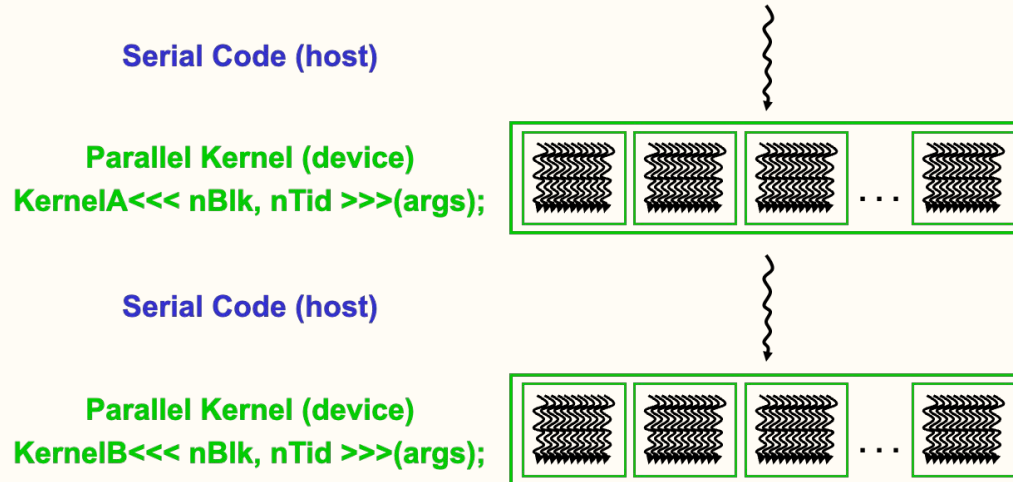 Serial Code (host)
Parallel Kernel (device)
KernelA<<< nBlk, nTid >>>(args);
. . .
Serial Code (host)
Parallel Kernel (device)
KernelB<<< nBlk, nTid >>>(args);
. . .